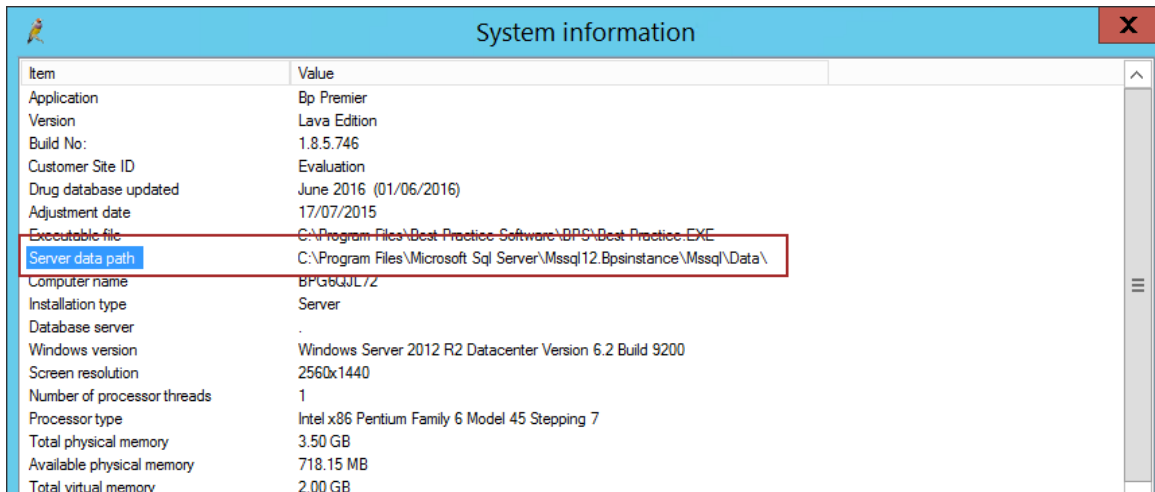 System information
X
Item Value
Application Bp Premier
Version Lava Edition
Build No: 1.8.5.746
Customer Site ID Evaluation
Drug database updated June 2016 (01/06/2016)
Adjustment date 17/07/2015
Executable file C:\Program Files\Best Practice Software\BPS\Best Practice.EXE
Server data path C:\Program Files\Microsoft Sql Server\Mssql12.Bpsinstance\Mssql\Data\
Computer name BPG6QJL72
Installation type Server
Database server .
Windows version Windows Server 2012 R2 Datacenter Version 6.2 Build 9200
Screen resolution 2560x1440
Number of processor threads 1
Processor type Intel x86 Pentium Family 6 Model 45 Stepping 7
Total physical memory 3.50 GB
Available physical memory 718.15 MB
Total virtual memory 2.00 GB